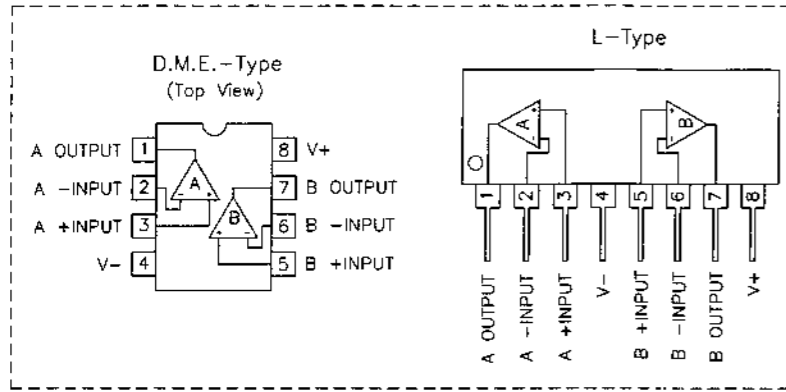 D.M.E.-Type
(Top View)
A OUTPUT 1 8 V+
A -INPUT 2 7 B OUTPUT
A +INPUT 3 6 B -INPUT
V- 4 5 B +INPUT
A
- +
B
+ -
L-Type
A
+
-
B
+
-
1 2 3 4 5 6 7 8
A OUTPUT
A -INPUT
A +INPUT
V-
B +INPUT
B -INPUT
B OUTPUT
V+